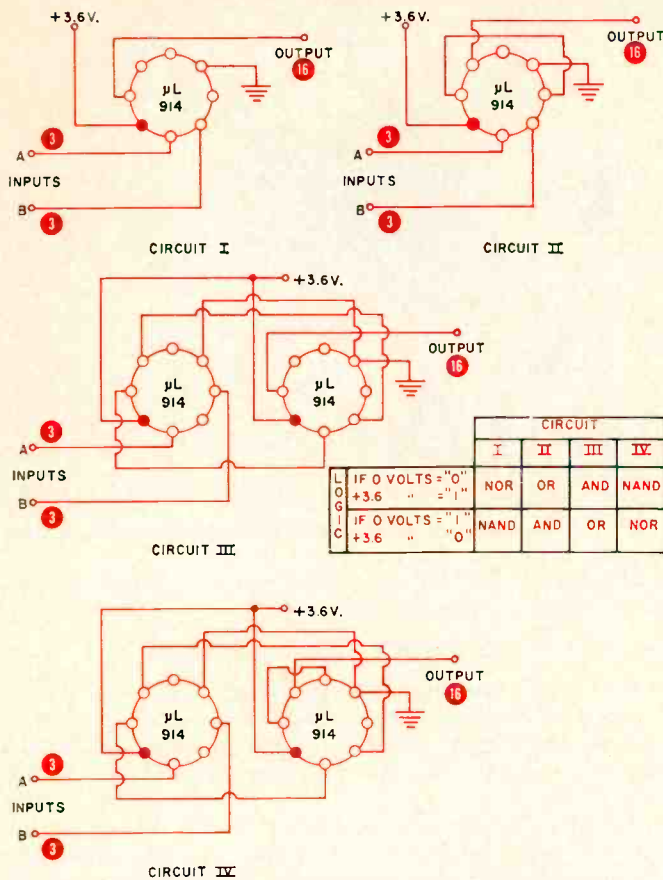 +3.6V.
OUTPUT
16
µL
914
3
A
INPUTS
B
3
CIRCUIT I
+3.6 V.
OUTPUT
16
µL
914
3
A
INPUTS
B
3
CIRCUIT II
+3.6V.
OUTPUT
16
µL
914
µL
914
3
A
INPUTS
B
3
CIRCUIT III
CIRCUIT
I II III IV
LOGIC
IF 0 VOLTS = "0" NOR OR AND NAND
+3.6 " = "1"
IF 0 VOLTS = "1" NAND AND OR NOR
+3.6 " "0"
+3.6V.
OUTPUT
16
µL
914
µL
914
3
A
INPUTS
B
3
CIRCUIT IV